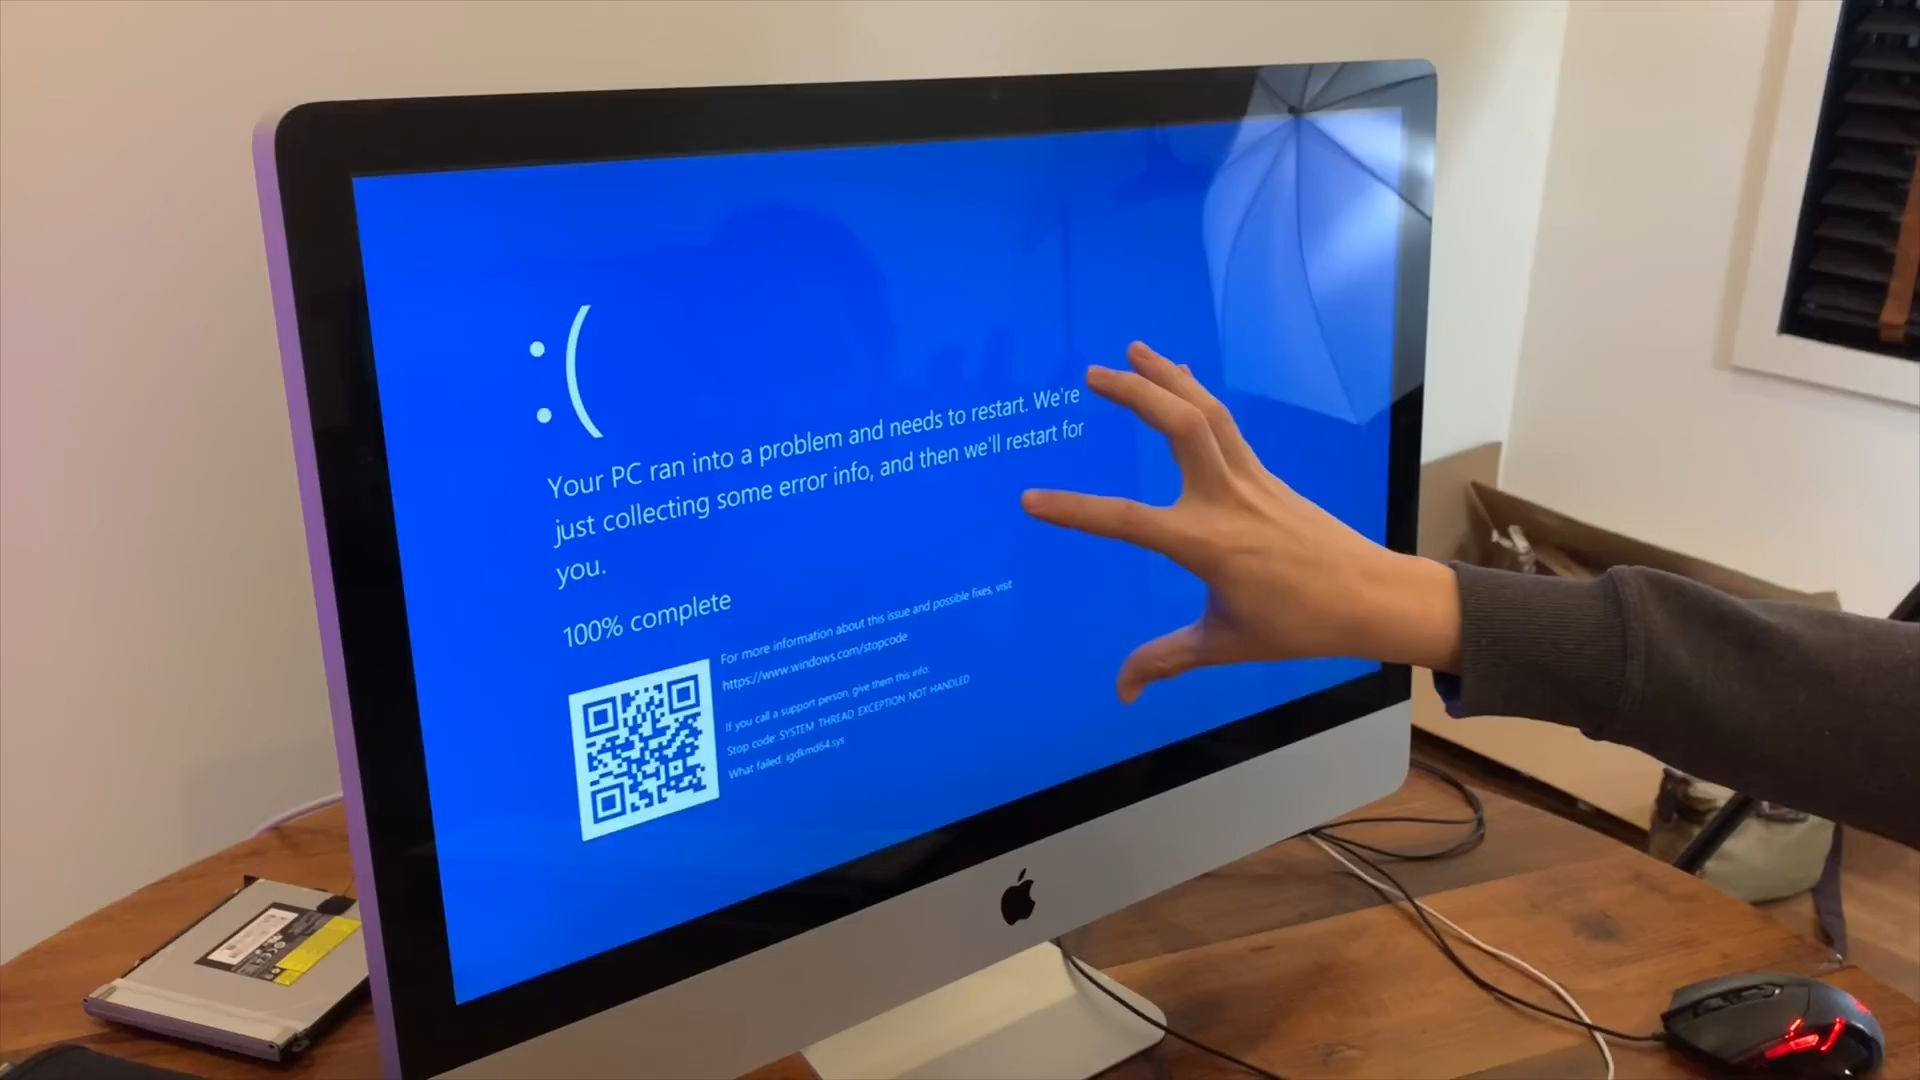 :(
Your PC ran into a problem and needs to restart. We're
just collecting some error info, and then we'll restart for
you.
100% complete
For more information about this issue and possible fixes, visit
https://www.windows.com/stopcode
If you call a support person, give them this info:
Stop code: SYSTEM THREAD EXCEPTION NOT HANDLED
What failed: igdkmd64.sys